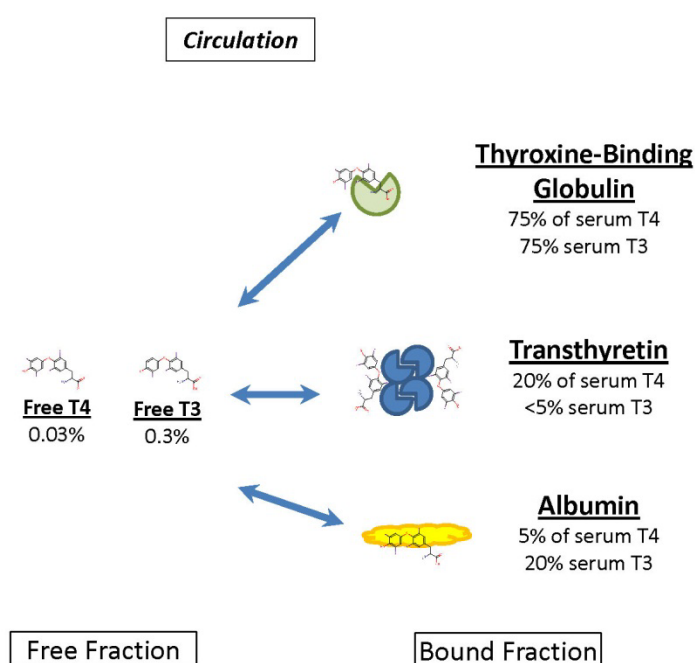 Circulation
Thyroxine-Binding
Globulin
75% of serum T4
75% serum T3
Free T4
0.03%
Free T3
0.3%
Transthyretin
20% of serum T4
<5% serum T3
Albumin
5% of serum T4
20% serum T3
Free Fraction
Bound Fraction